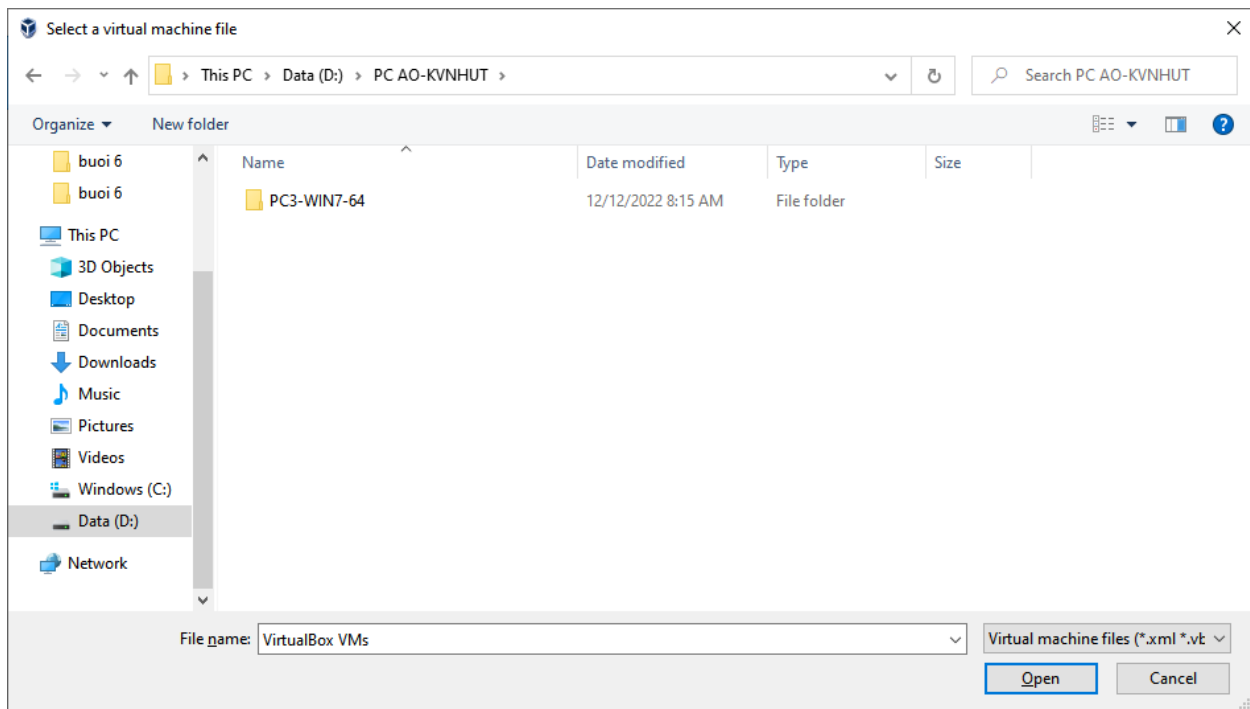 Select a virtual machine file
This PC > Data (D:) > PC AO-KVNHUT >
Search PC AO-KVNHUT
Organize
New folder
?
buoi 6
buoi 6
This PC
3D Objects
Desktop
Documents
Downloads
Music
Pictures
Videos
Windows (C:)
Data (D:)
Network
Name Date modified Type Size
PC3-WIN7-64 12/12/2022 8:15 AM File folder
File name: VirtualBox VMs
Virtual machine files (*.xml *.vb
Open Cancel